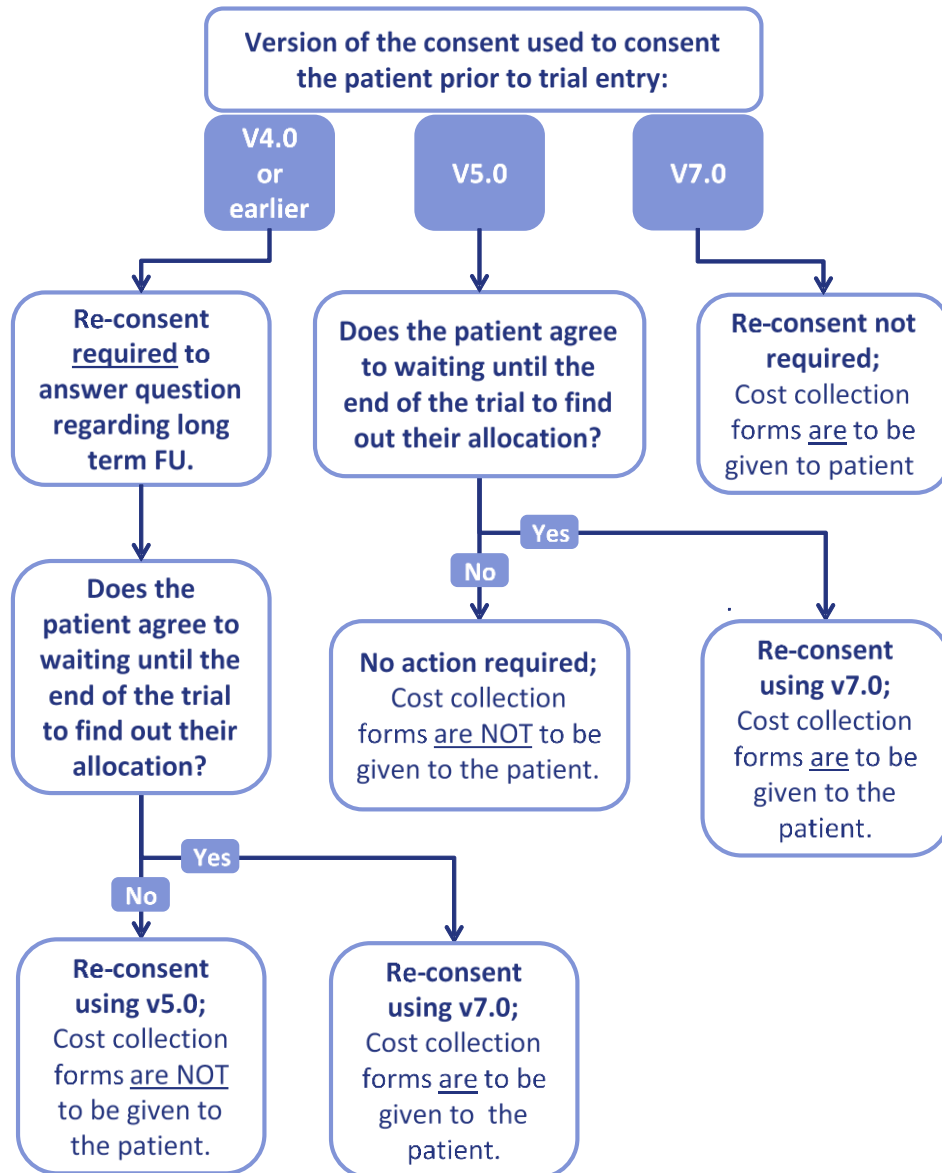 Version of the consent used to consent
the patient prior to trial entry:
V4.0
or
earlier
V5.0
V7.0
Re-consent
required to
answer question
regarding long
term FU.
Does the patient agree
to waiting until the
end of the trial to find
out their allocation?
Re-consent not
required;
Cost collection
forms are to be
given to patient
Yes
No
Does the
patient agree to
waiting until the
end of the trial
to find out their
allocation?
No action required;
Cost collection
forms are NOT to be
given to the patient.
Re-consent
using v7.0;
Cost collection
forms are to be
given to the
patient.
Yes
No
Re-consent
using v5.0;
Cost collection
forms are NOT
to be given to
the patient.
Re-consent
using v7.0;
Cost collection
forms are to be
given to the
patient.